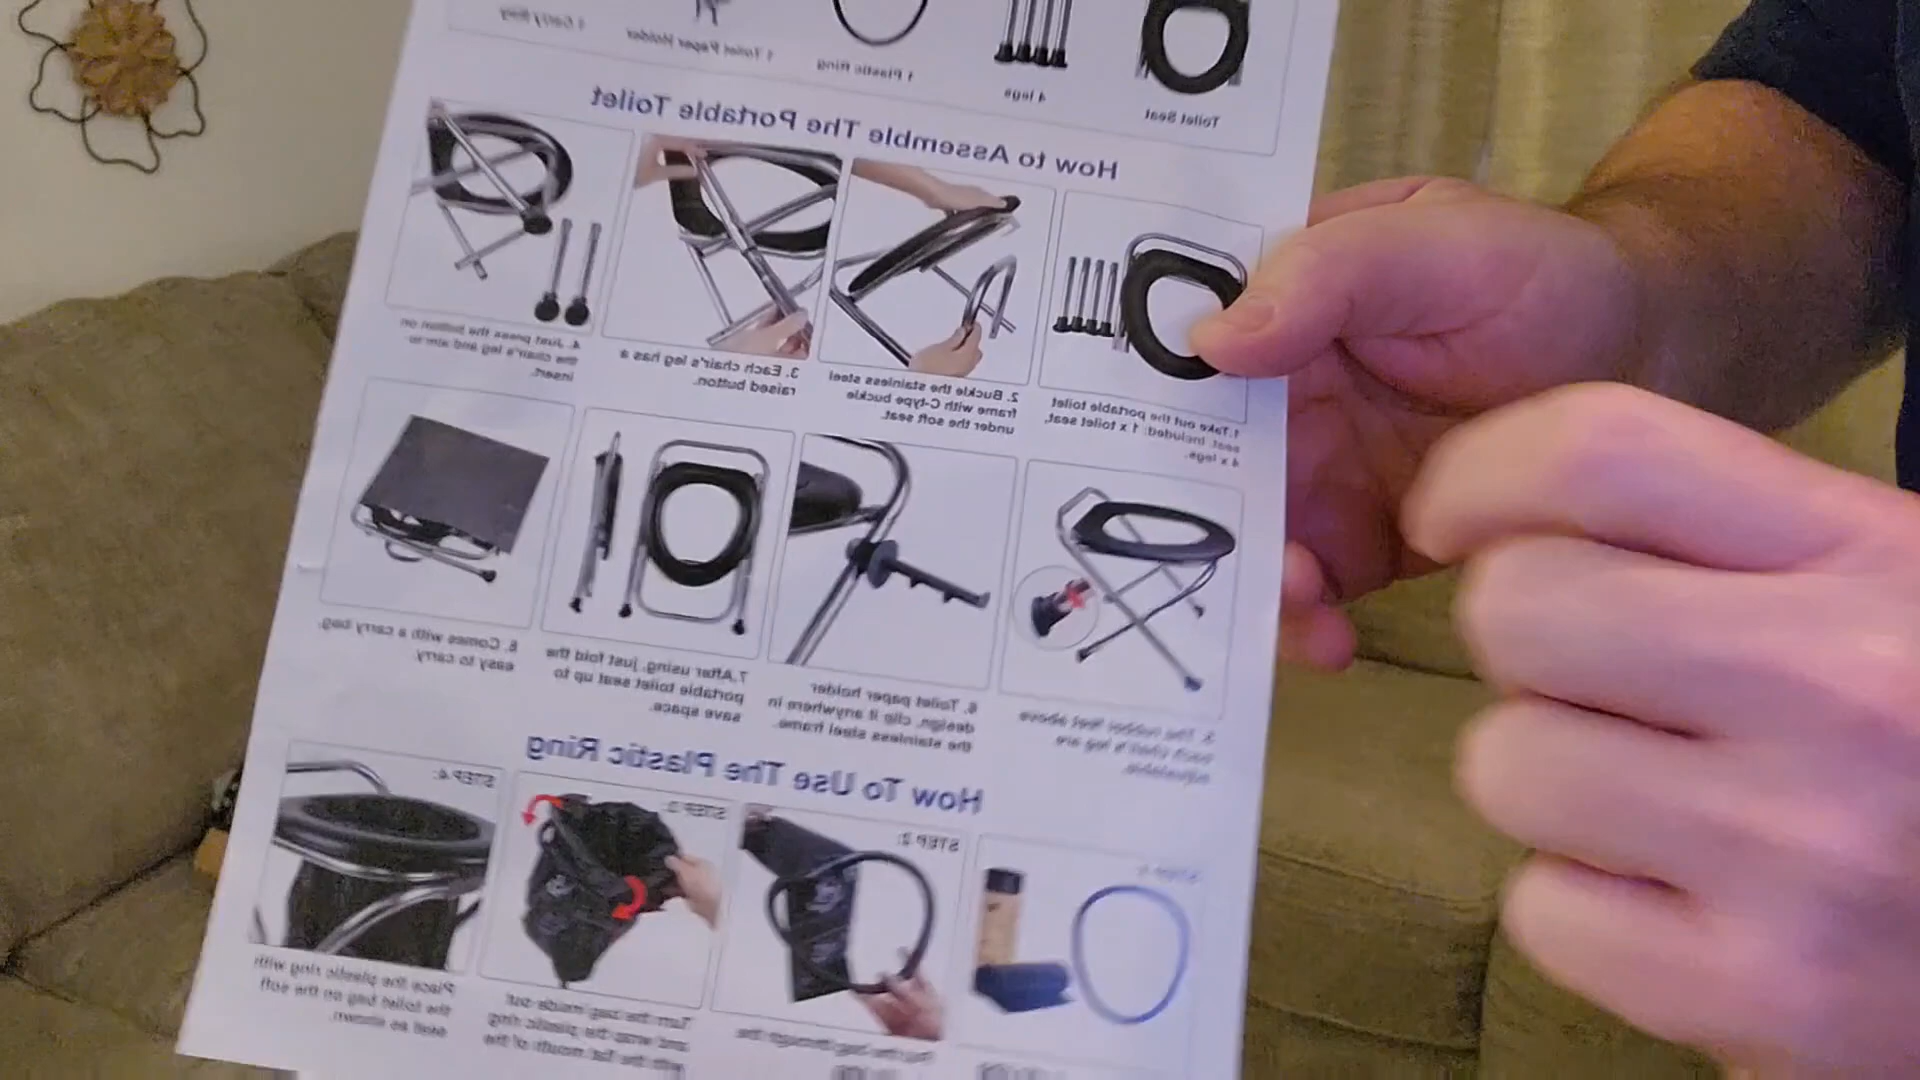 Toilet Seat
4 legs
1 Plastic Ring
1 Toilet Paper Holder
1 Carry Bag
How to Assemble The Portable Toilet
1.Take out the portable toilet
seat. Included: 1 x toilet seat,
4 x legs.
2. Buckle the stainless steel
frame with C-type buckle
under the soft seat.
3. Each chair's leg has a
raised button.
4. Just press the button on
the chair's leg and aim to
insert.
5. The rubber feet above
each chair's leg are
adjustable.
6. Toilet paper holder
design, clip it anywhere in
the stainless steel frame.
7.After using, just fold the
portable toilet seat up to
save space.
8. Comes with a carry bag,
easy to carry.
How To Use The Plastic Ring
STEP 1:
STEP 2:
STEP 3:
STEP 4:
the bag through the
Turn the bag inside out
and wrap the plastic ring
with the flat mouth of the
Place the plastic ring with
the toilet bag on the soft
seat as shown.